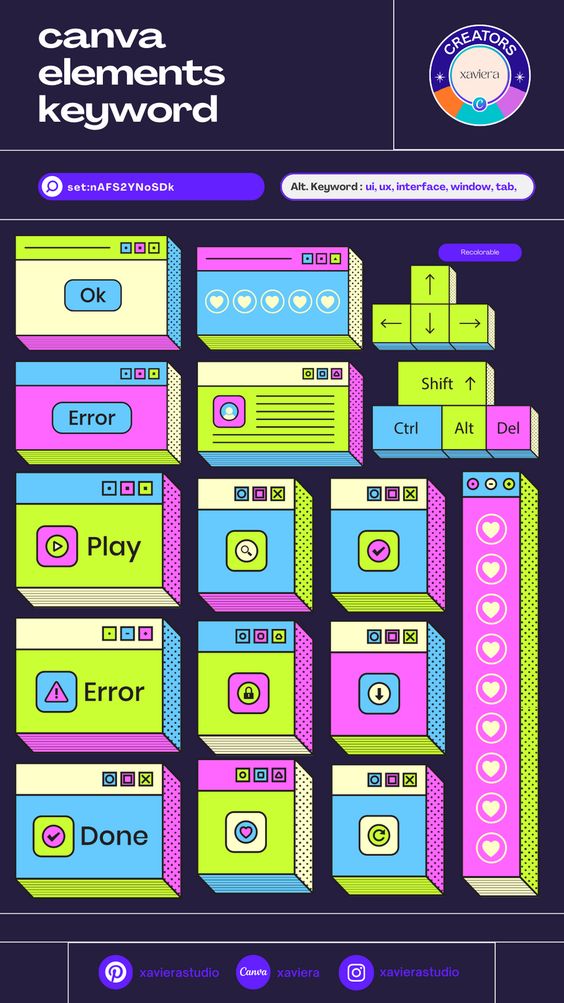 canva
elements
keyword
CREATORS
xaviera
C
set:nAFS2YNoSDk
Alt. Keyword : ui, ux, interface, window, tab,
Recolorable
Ok
Error
Shift ↑
Ctrl Alt Del
Play
Error
Done
xavierastudio Canva xaviera xavierastudio